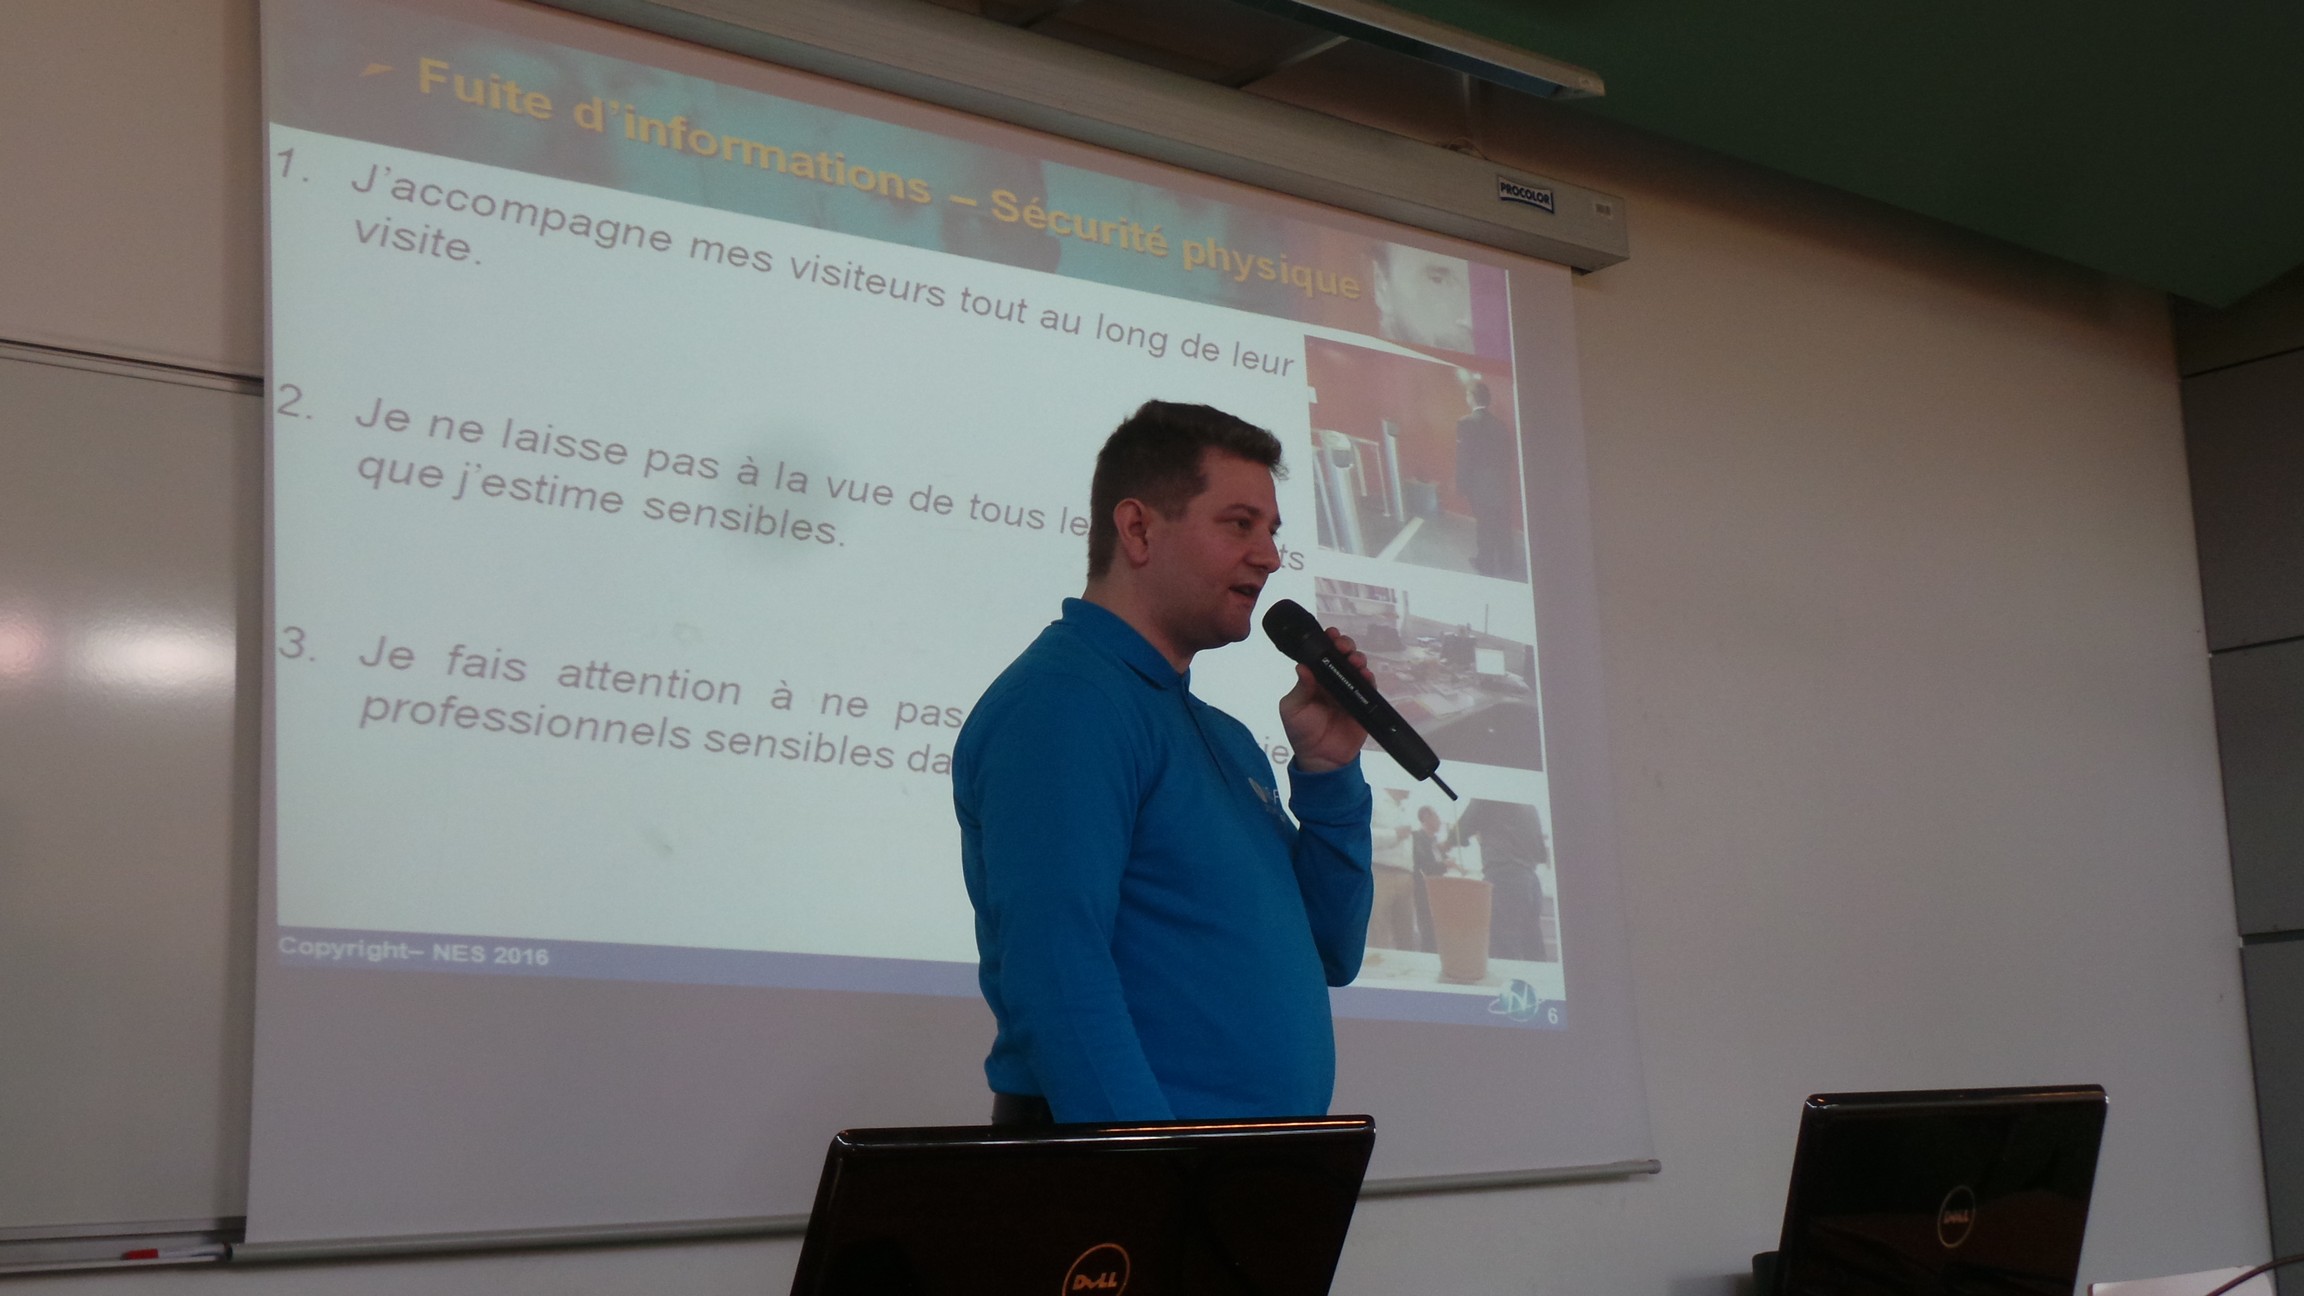 Fuite d'informations – Sécurité physique
PROCOLOR
1. J'accompagne mes visiteurs tout au long de leur
visite.
2. Je ne laisse pas à la vue de tous
que j'estime sensibles.
3. Je fais attention à ne pas
professionnels sensibles
Copyright– NES 2016
6
DELL
DELL